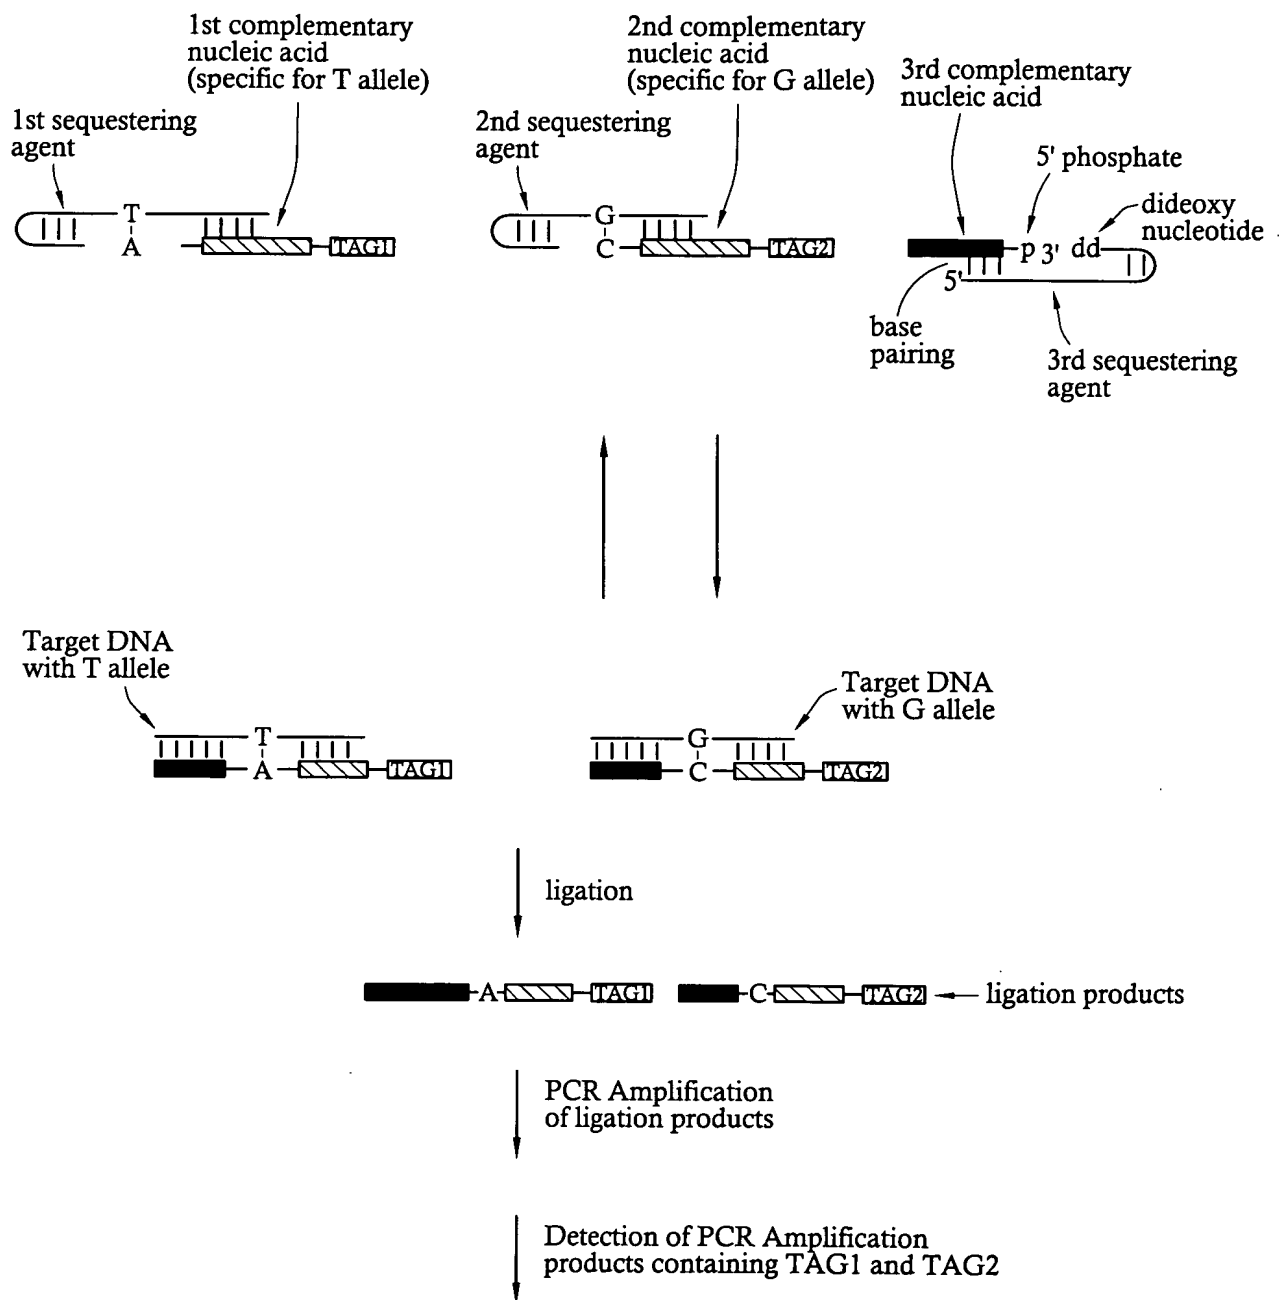 1st complementary
nucleic acid
(specific for T allele)
2nd complementary
nucleic acid
(specific for G allele)
3rd complementary
nucleic acid
1st sequestering
agent
2nd sequestering
agent
5' phosphate
dideoxy
nucleotide
T
A
TAG1
G
C
TAG2
p 3' dd
5'
base
pairing
3rd sequestering
agent
Target DNA
with T allele
Target DNA
with G allele
T
A
TAG1
G
C
TAG2
ligation
A
TAG1
C
TAG2
ligation products
PCR Amplification
of ligation products
Detection of PCR Amplification
products containing TAG1 and TAG2